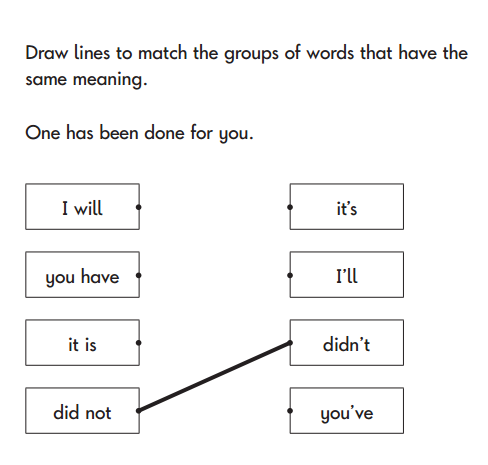 Draw lines to match the groups of words that have the
same meaning.
One has been done for you.
I will
it’s
you have
I’ll
it is
didn’t
did not
you’ve